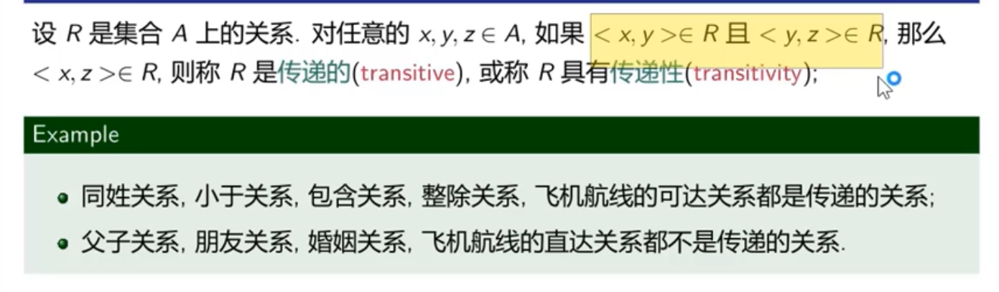 设 R 是集合 A 上的关系. 对任意的 x, y, z ∈ A, 如果 < x, y >∈ R 且 < y, z >∈ R, 那么
< x, z >∈ R, 则称 R 是传递的(transitive), 或称 R 具有传递性(transitivity);
Example
同姓关系, 小于关系, 包含关系, 整除关系, 飞机航线的可达关系都是传递的关系;
父子关系, 朋友关系, 婚姻关系, 飞机航线的直达关系都不是传递的关系.